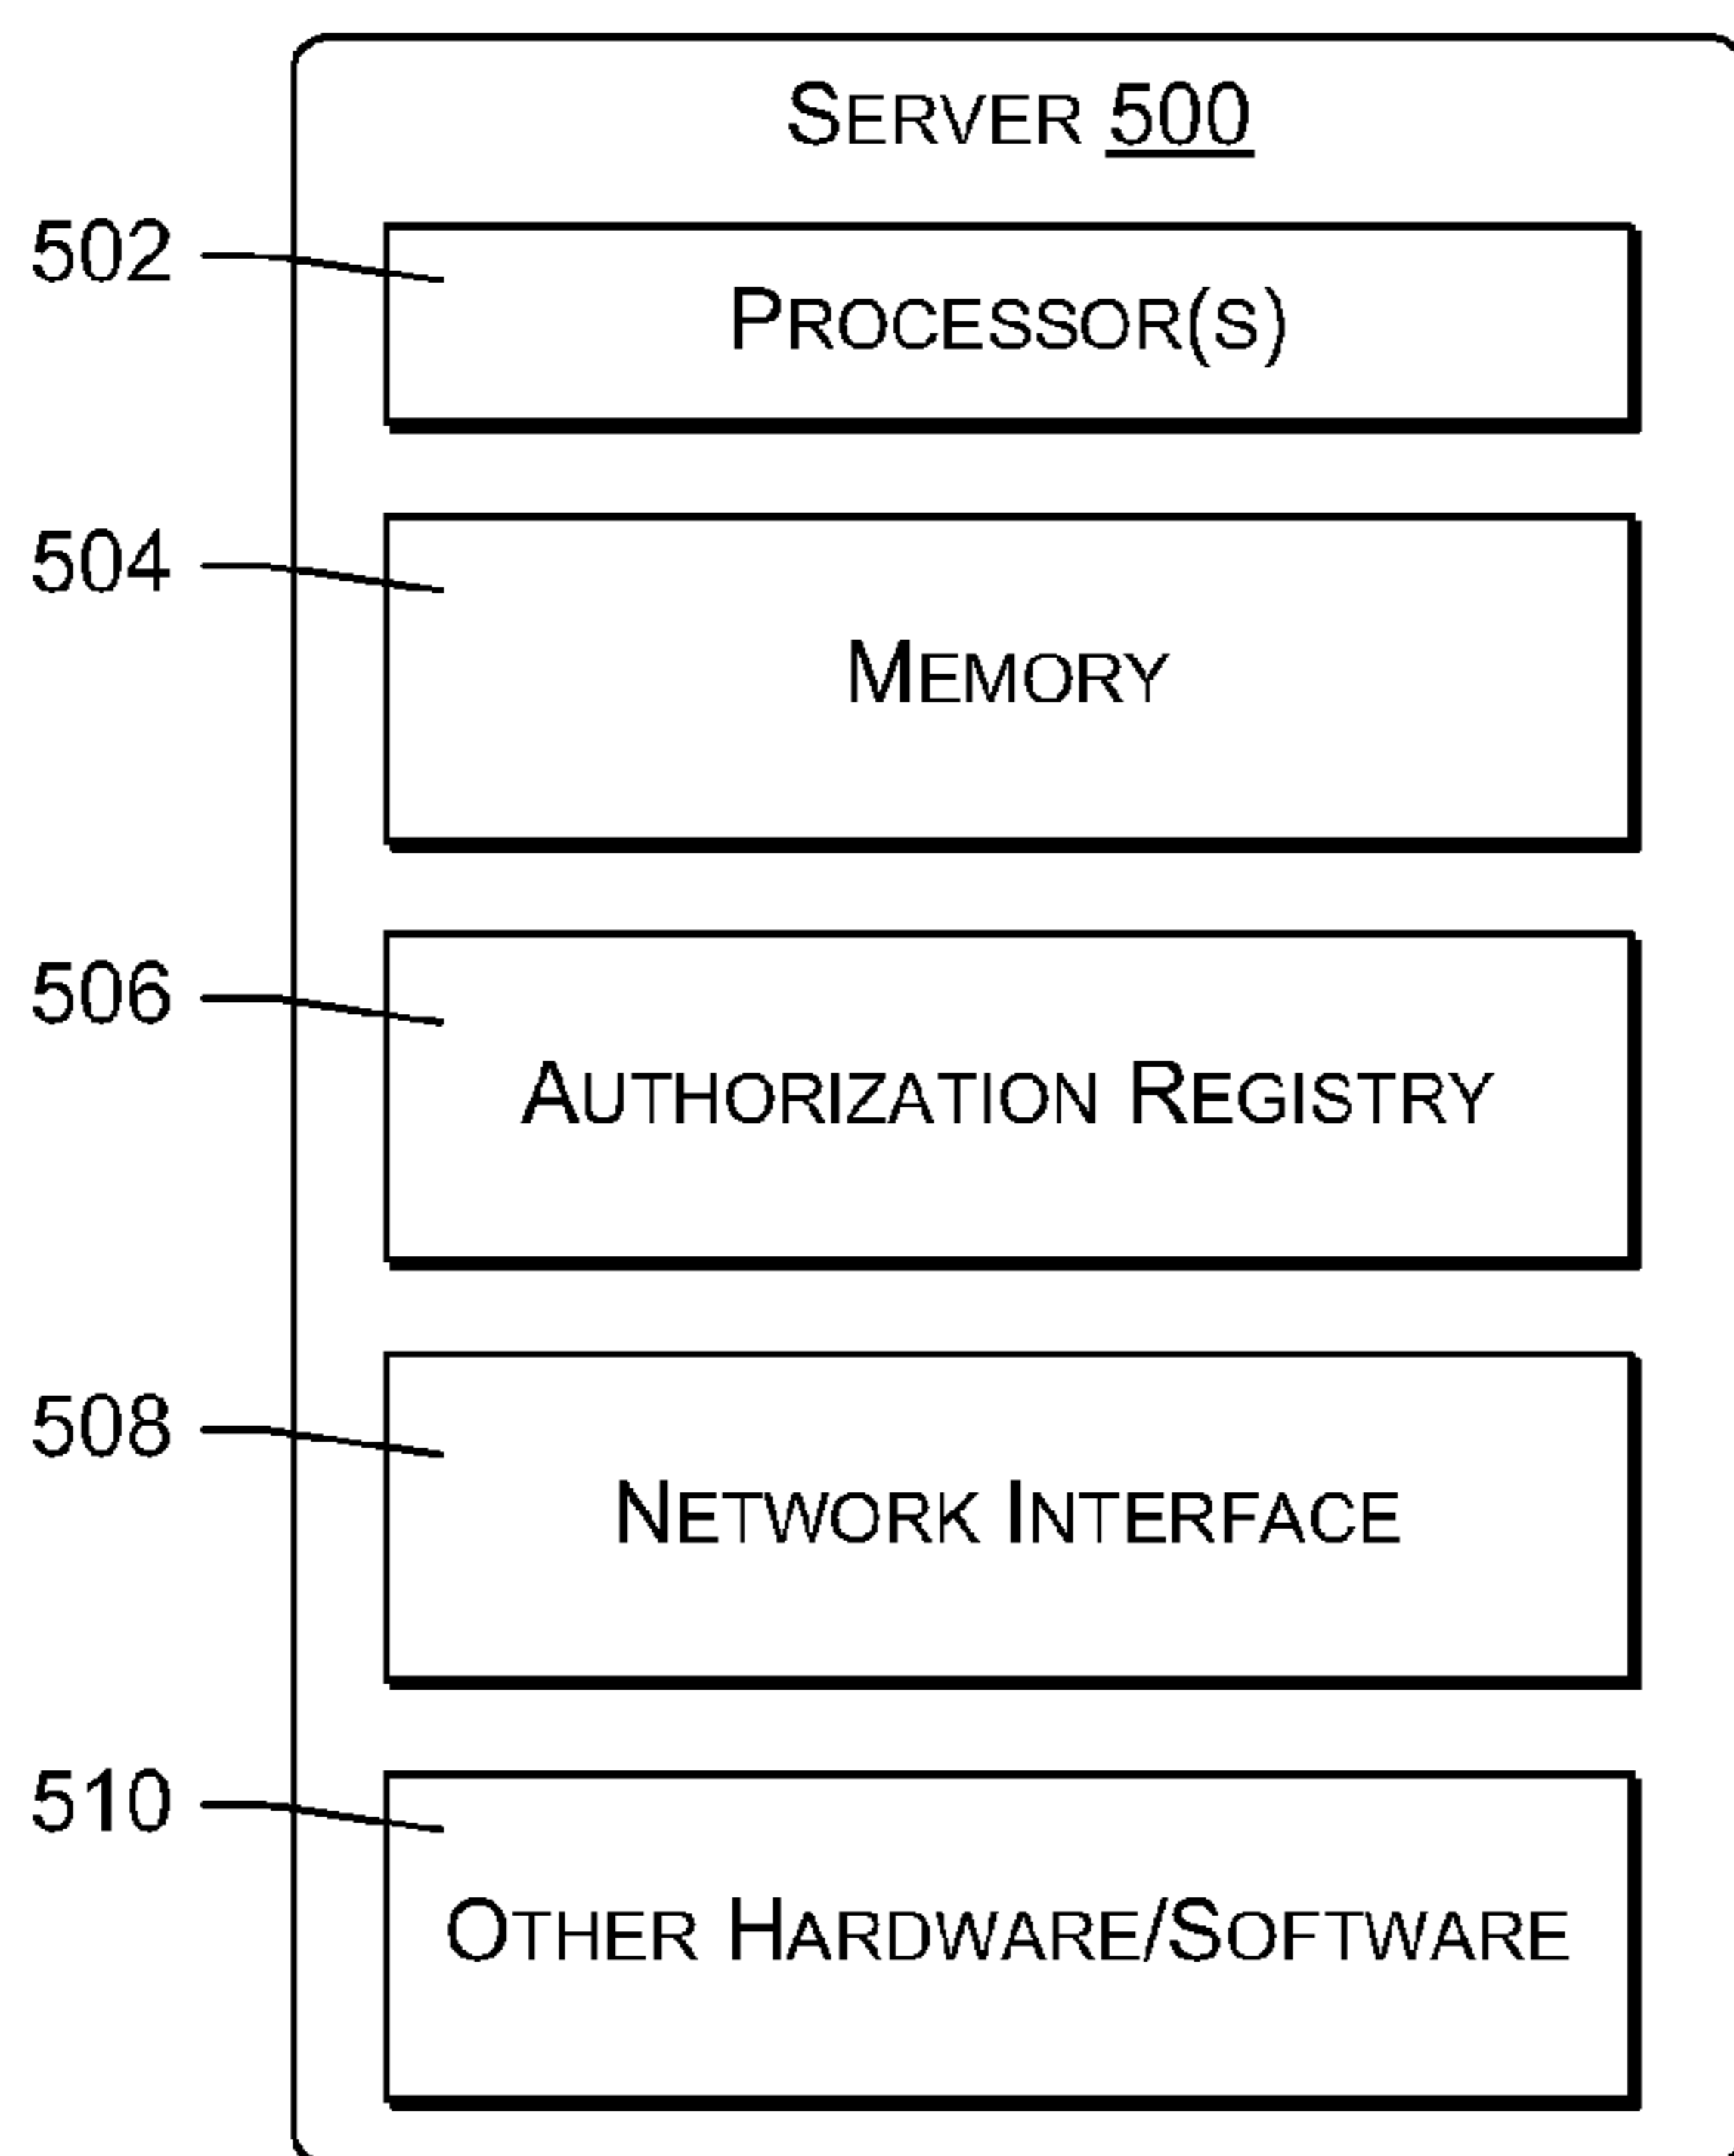 SERVER 500
502
PROCESSOR(S)
504
MEMORY
506
AUTHORIZATION REGISTRY
508
NETWORK INTERFACE
510
OTHER HARDWARE/SOFTWARE